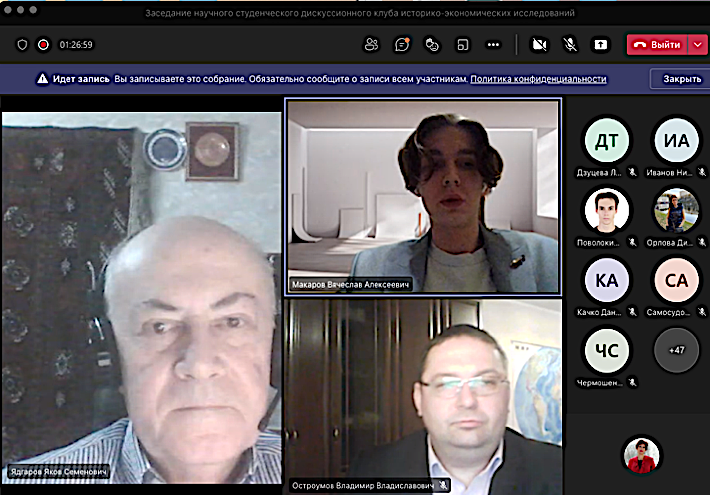 Заседание научного студенческого дискуссионного клуба историко-экономических исследований
01:26:59
Выйти
Идет запись Вы записываете это собрание. Обязательно сообщите о записи всем участникам. Политика конфиденциальности
Закрыть
ДТ
ИА
Дзуцева Л...
Иванов Ни...
Поволоки...
Орлова Ди...
КА
СА
Качко Дан...
Самосудо...
ЧС
+47
Чермошен...
Макаров Вячеслав Алексеевич
Ядгаров Яков Семенович
Остроумов Владимир Владиславович